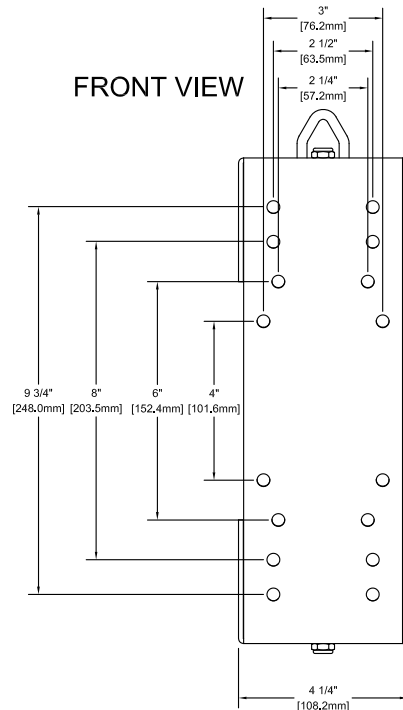 3"
[76.2mm]
2 1/2"
[63.5mm]
2 1/4"
[57.2mm]
FRONT VIEW
9 3/4"
[248.0mm]
8"
[203.5mm]
6"
[152.4mm]
4"
[101.6mm]
4 1/4"
[108.2mm]